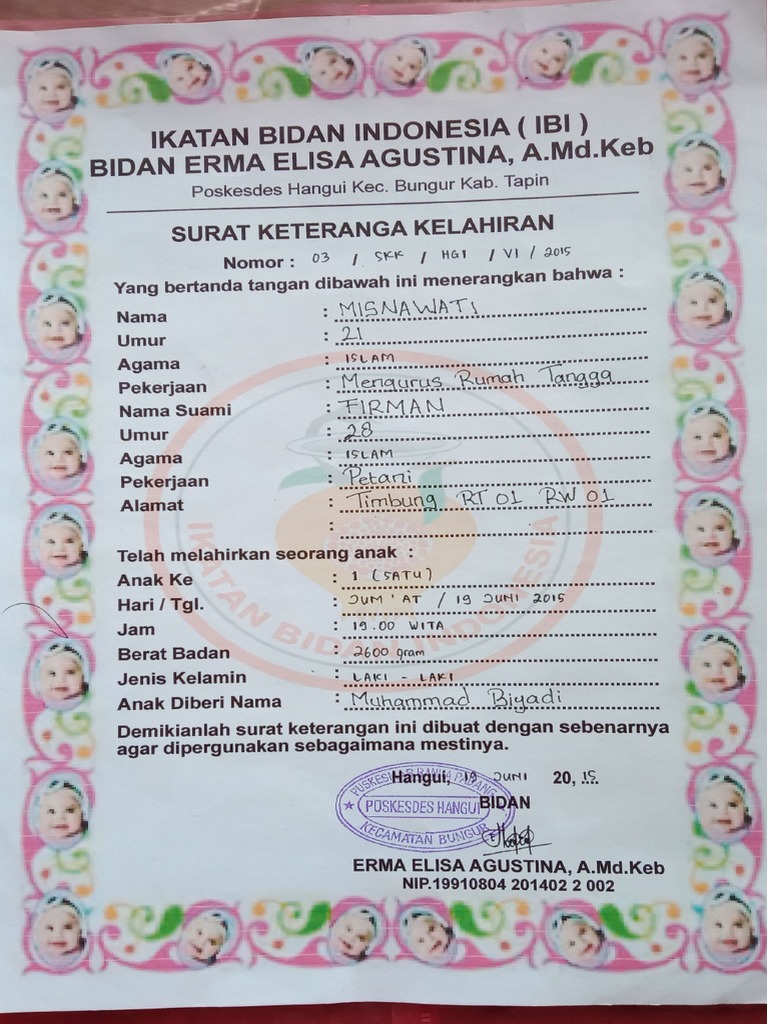 IKATAN BIDAN INDONESIA ( IBI )
BIDAN ERMA ELISA AGUSTINA, A.Md.Keb
Poskesdes Hangui Kec. Bungur Kab. Tapin
SURAT KETERANGA KELAHIRAN
Nomor : 03 / SKK / HGI / VI / 2015
Yang bertanda tangan dibawah ini menerangkan bahwa :
Nama : MISNAWATI
Umur : 21
Agama : ISLAM
Pekerjaan : Mengurus Rumah Tangga
Nama Suami : FIRMAN
Umur : 28
Agama : ISLAM
Pekerjaan : Petani
Alamat : Timbung RT 01 RW 01
:
Telah melahirkan seorang anak :
Anak Ke : 1 (SATU)
Hari / Tgl. : JUM'AT / 19 JUNI 2015
Jam : 19.00 WITA
Berat Badan : 2600 gram
Jenis Kelamin : LAKI - LAKI
Anak Diberi Nama : Muhammad Biyadi
Demikianlah surat keterangan ini dibuat dengan sebenarnya
agar dipergunakan sebagaimana mestinya.
Hangui, 19 JUNI 20, 15.
BIDAN
POSKESDES HANGUI
KECAMATAN BUNGUR
ERMA ELISA AGUSTINA, A.Md.Keb
NIP.19910804 201402 2 002
IKATAN BIDAN INDONESIA